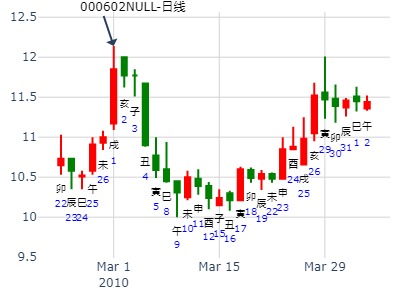 000602NULL-日线
12.5
12
11.5
11
10.5
10
9.5
卯
22
辰
23
巳
24
午
25
未
26
戌
1
亥
2
子
3
丑
4
寅
5
巳
8
午
9
未
10
申
11
酉
12
子
15
丑
16
寅
17
卯
18
辰
19
未
22
申
23
酉
24
戌
25
亥
26
寅
29
卯
30
辰
31
巳
1
午
2
Mar 1
2010
Mar 15
Mar 29